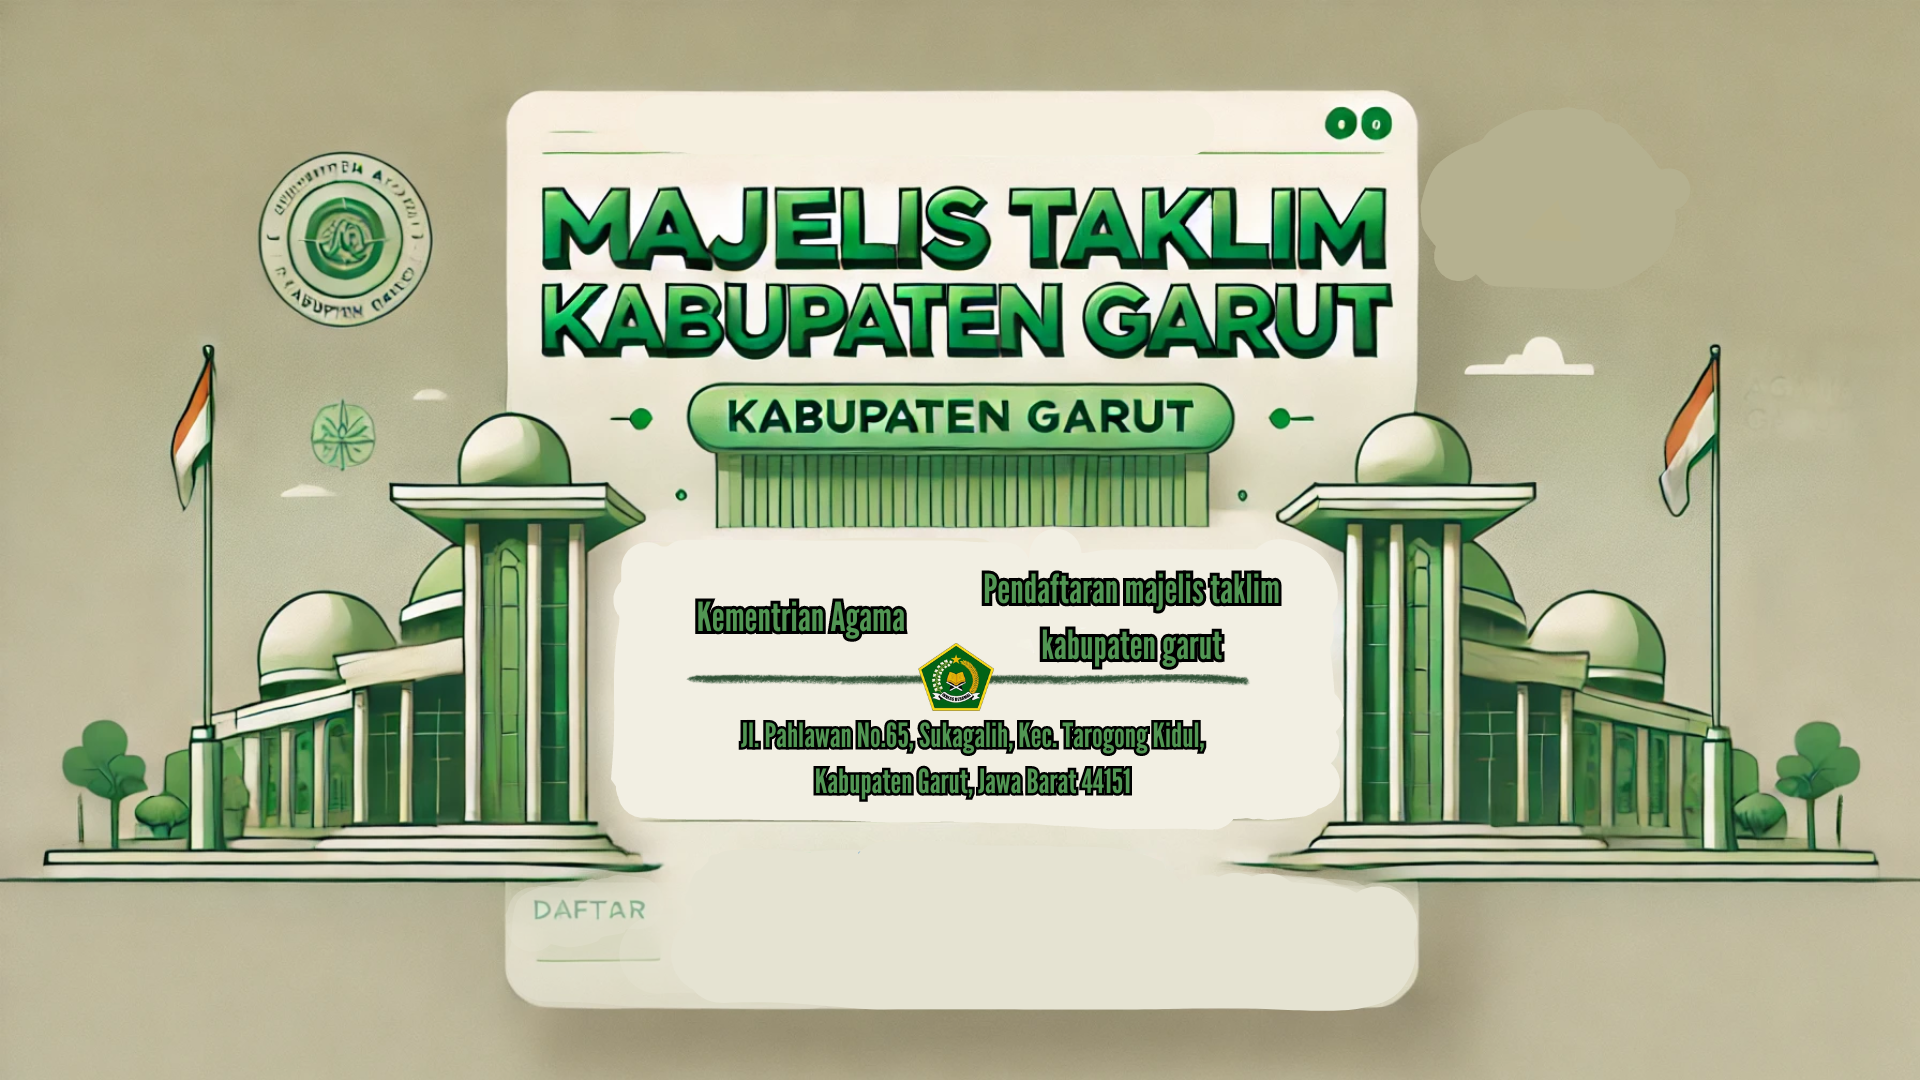 MAJELIS TAKLIM
KABUPATEN GARUT
KABUPATEN GARUT
Kementrian Agama
Pendaftaran majelis taklim
kabupaten garut
Jl. Pahlawan No.65, Sukagalih, Kec. Tarogong Kidul,
Kabupaten Garut, Jawa Barat 44151
DAFTAR